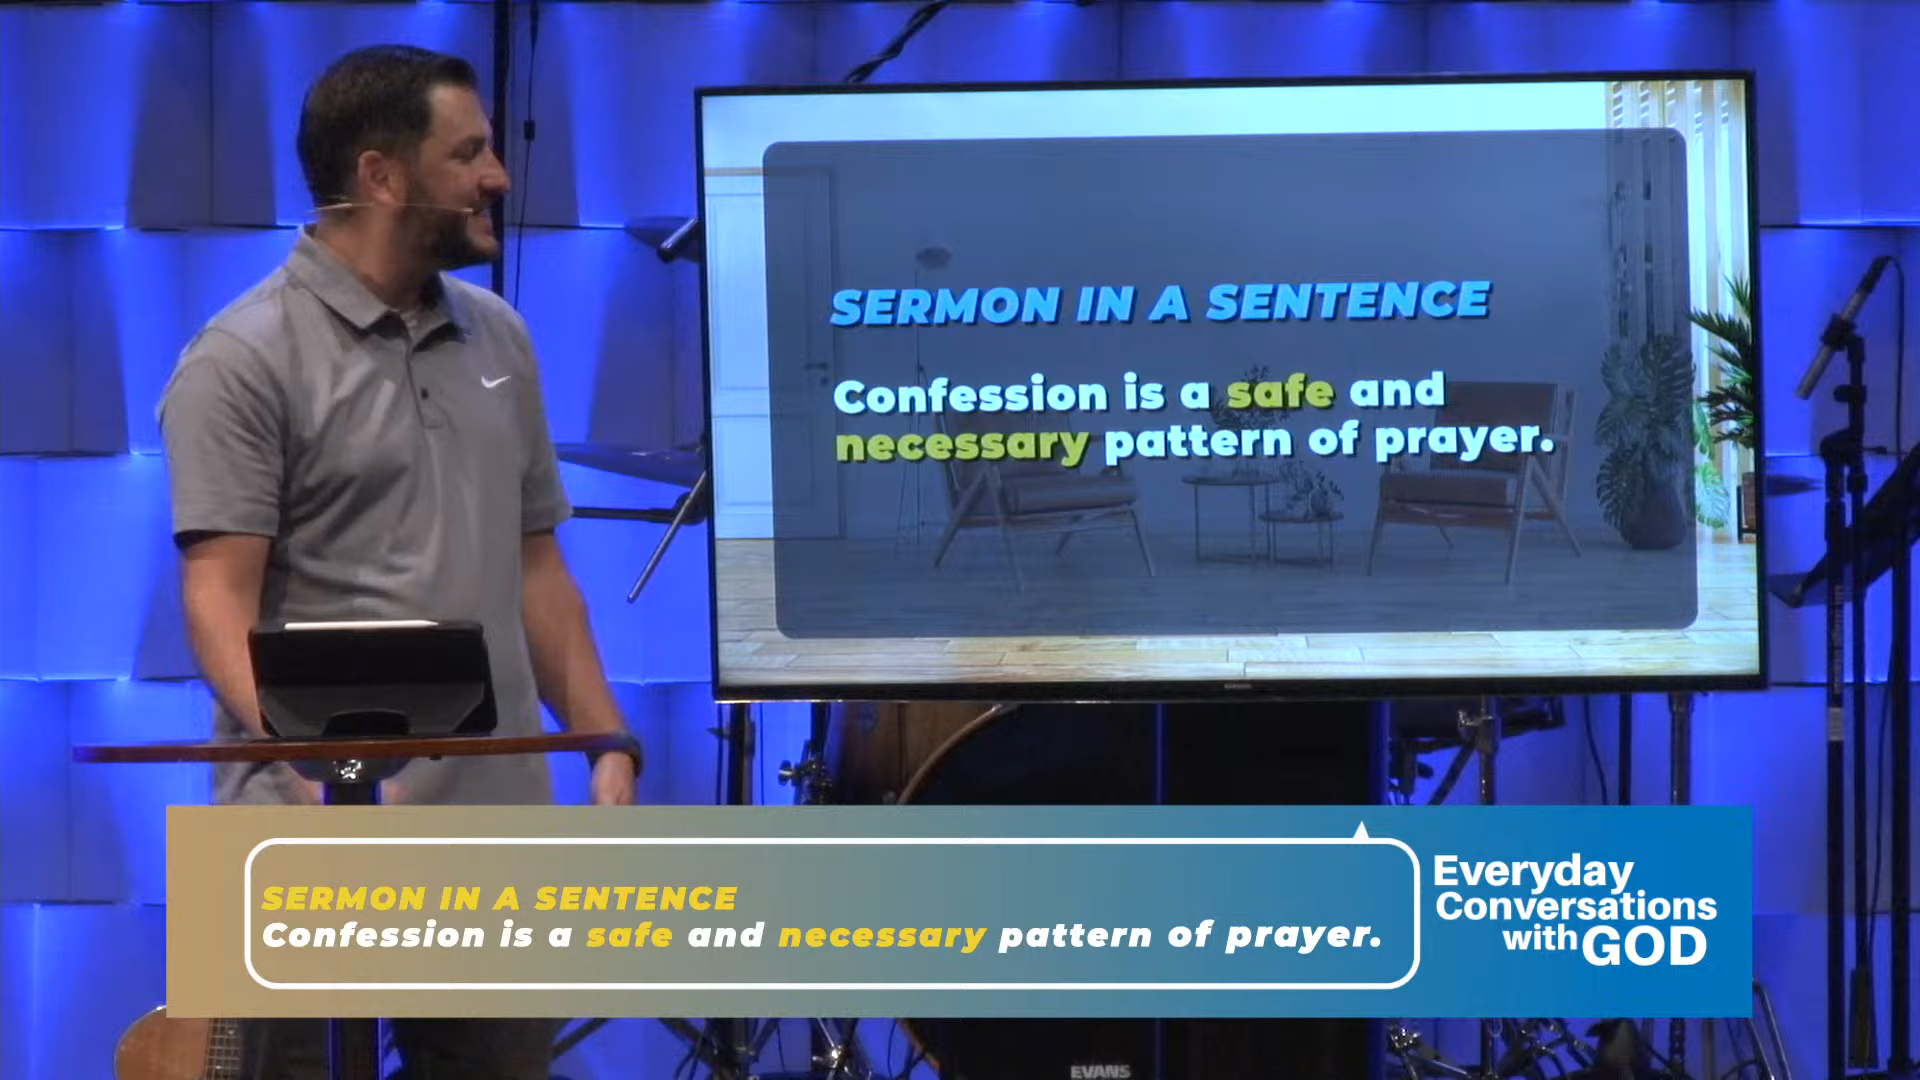 SERMON IN A SENTENCE
Confession is a safe and
necessary pattern of prayer.
SERMON IN A SENTENCE
Confession is a safe and necessary pattern of prayer.
Everyday
Conversations
with GOD
EVANS